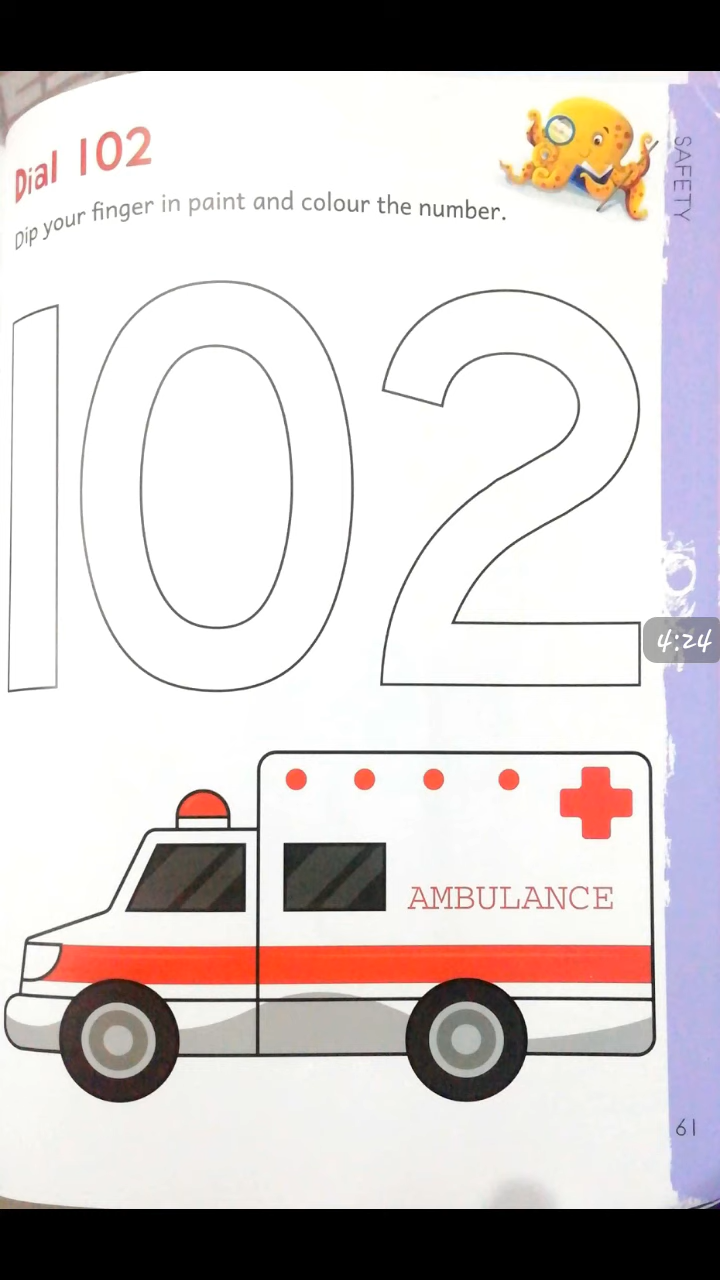 Dial 102
SAFETY
Dip your finger in paint and colour the number.
102
4:24
AMBULANCE
61